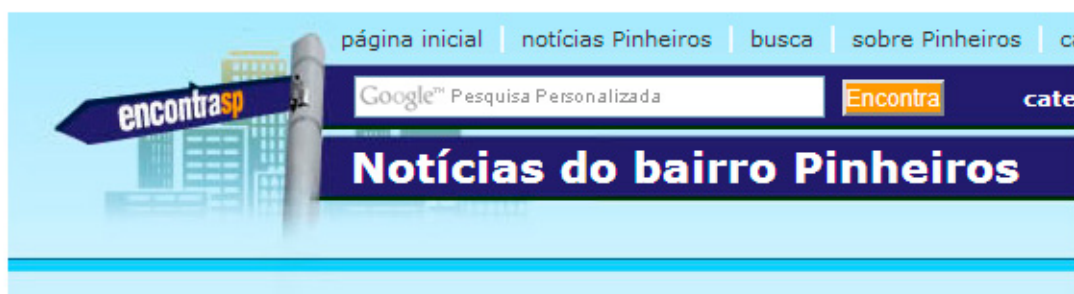 página inicial notícias Pinheiros busca sobre Pinheiros
encontrasp
Google™ Pesquisa Personalizada Encontra
Notícias do bairro Pinheiros